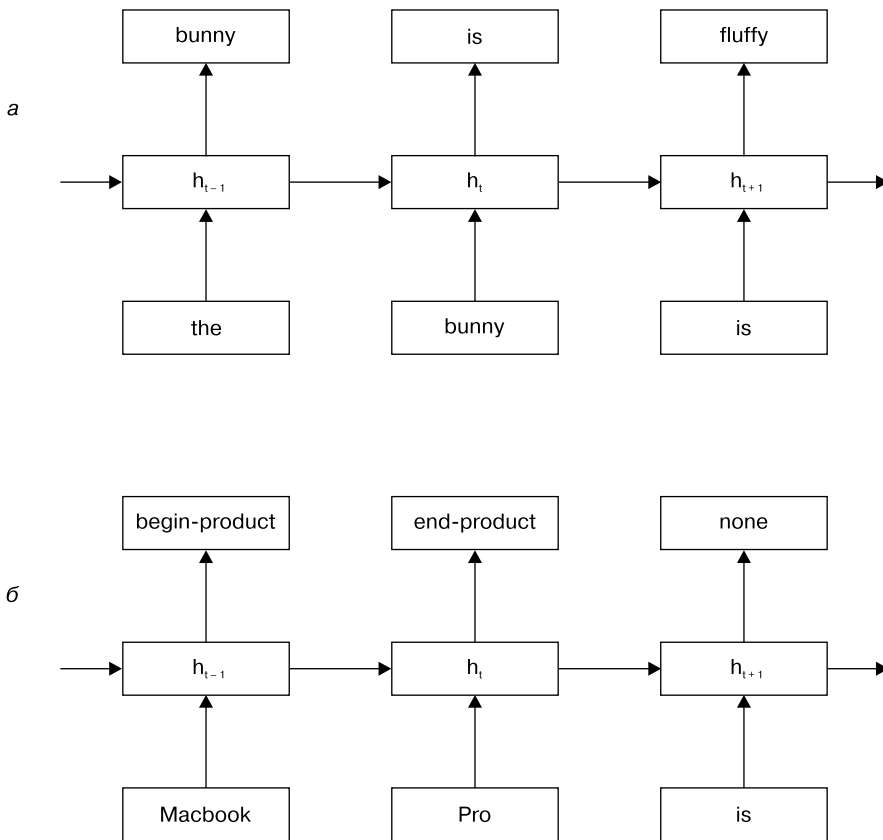 bunny is fluffy
а
h t – 1 h t h t + 1
the bunny is
begin-product end-product none
б
h t – 1 h t h t + 1
Macbook Pro is